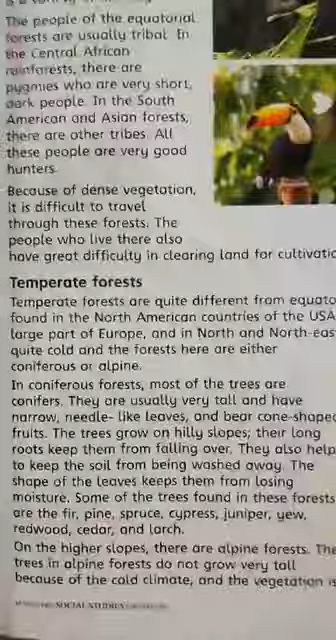 The people of the equatorial
forests are usually tribal. In
the Central African
rainforests, there are
pygmies who are very short,
dark people. In the South
American and Asian forests,
there are other tribes. All
these people are very good
hunters.
Because of dense vegetation,
it is difficult to travel
through these forests. The
people who live there also
have great difficulty in clearing land for cultivatio
Temperate forests
Temperate forests are quite different from equato
found in the North American countries of the USA
large part of Europe, and in North and North-eas
quite cold and the forests here are either
coniferous or alpine.
In coniferous forests, most of the trees are
conifers. They are usually very tall and have
narrow, needle- like leaves, and bear cone-shaped
fruits. The trees grow on hilly slopes; their long
roots keep them from falling over. They also help
to keep the soil from being washed away. The
shape of the leaves keeps them from losing
moisture. Some of the trees found in these forests
are the fir, pine, spruce, cypress, juniper, yew,
redwood, cedar, and larch.
On the higher slopes, there are alpine forests. The
trees in alpine forests do not grow very tall
because of the cold climate, and the vegetation is
SOCIAL STUDIES